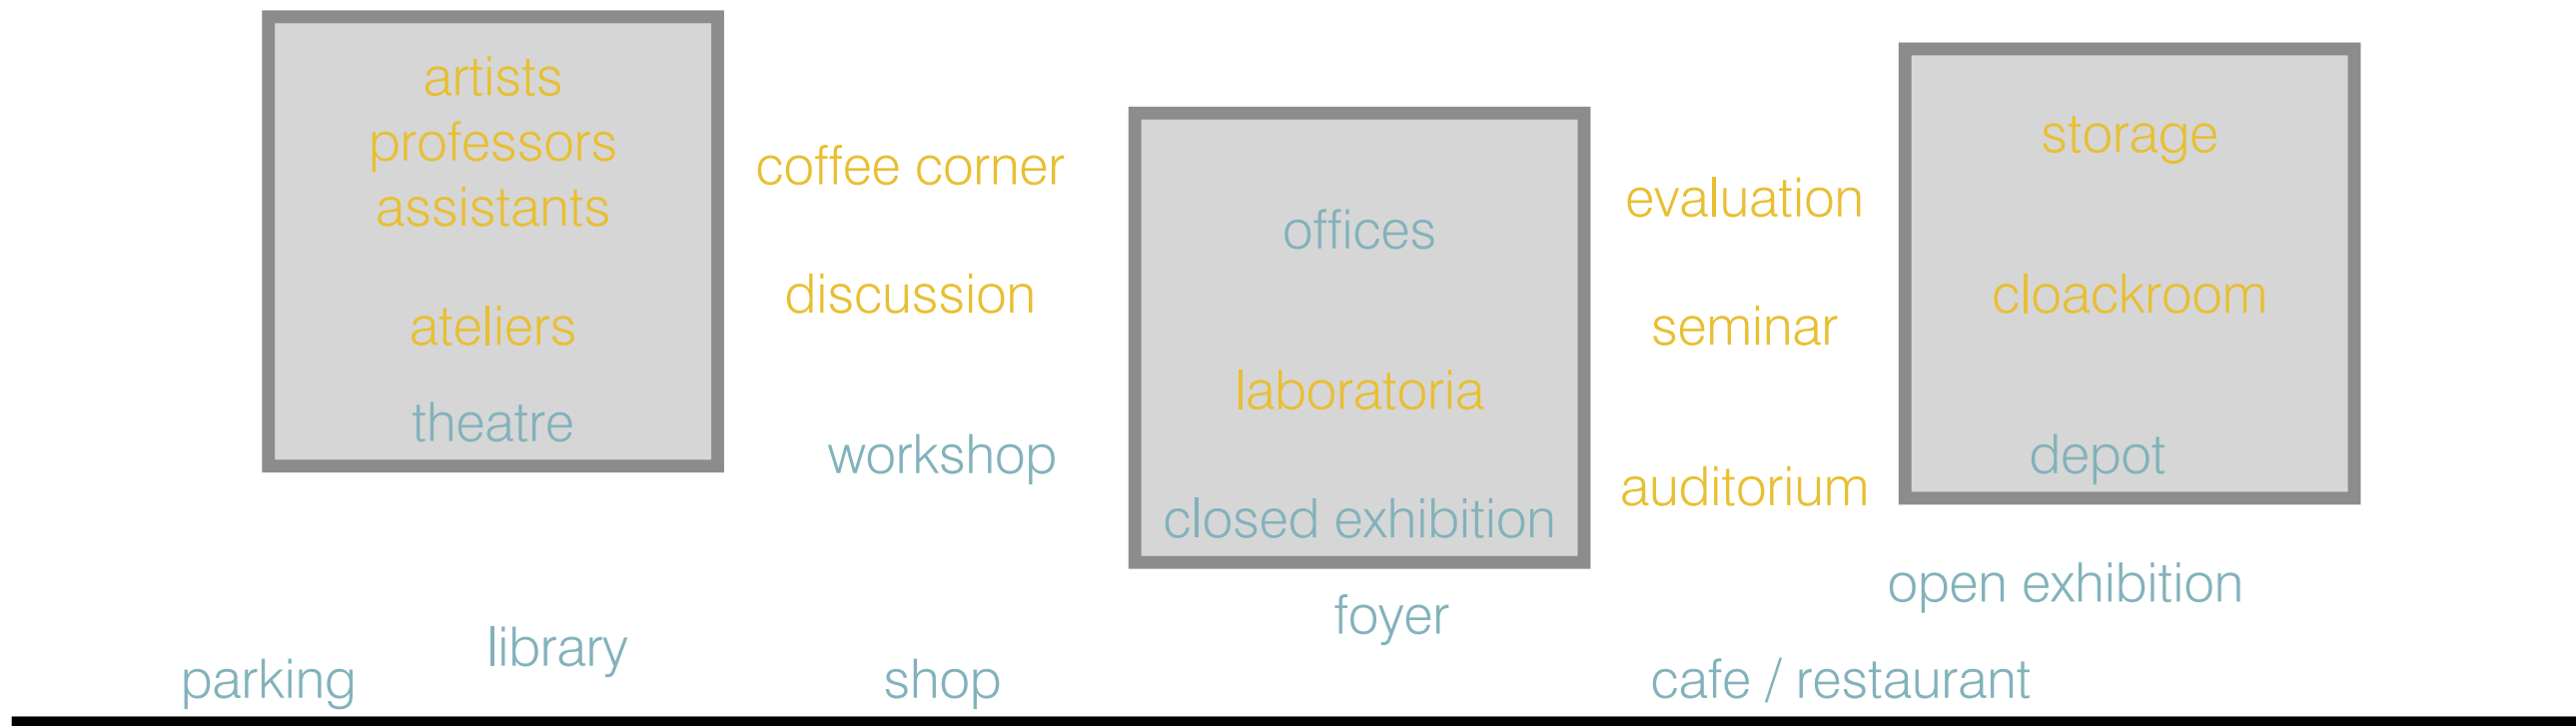 artists
professors
assistants
ateliers
theatre
coffee corner
discussion
workshop
offices
laboratoria
closed exhibition
evaluation
seminar
auditorium
storage
cloackroom
depot
open exhibition
foyer
library
parking
shop
cafe / restaurant